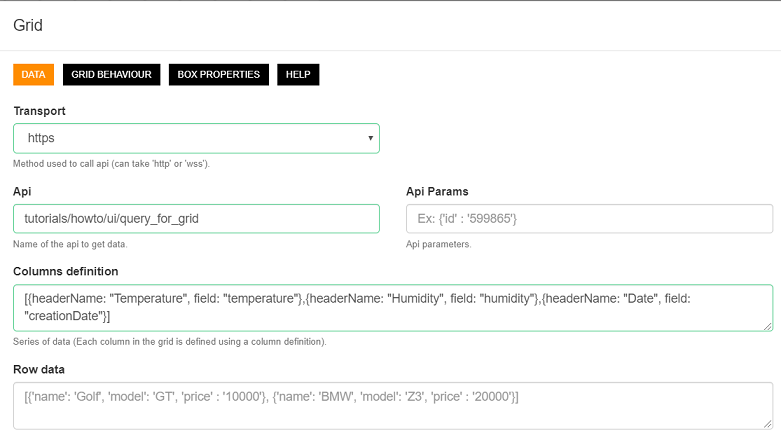 Grid
DATA GRID BEHAVIOUR BOX PROPERTIES HELP
Transport
https
Method used to call api (can take 'http' or 'wss').
Api Api Params
tutorials/howto/ui/query_for_grid Ex: {'id' : '599865'}
Name of the api to get data. Api parameters.
Columns definition
[{headerName: "Temperature", field: "temperature"},{headerName: "Humidity", field: "humidity"},{headerName: "Date", field:
"creationDate"}]
Series of data (Each column in the grid is defined using a column definition).
Row data
[{'name': 'Golf', 'model': 'GT', 'price' : '10000'}, {'name': 'BMW', 'model': 'Z3', 'price' : '20000'}]